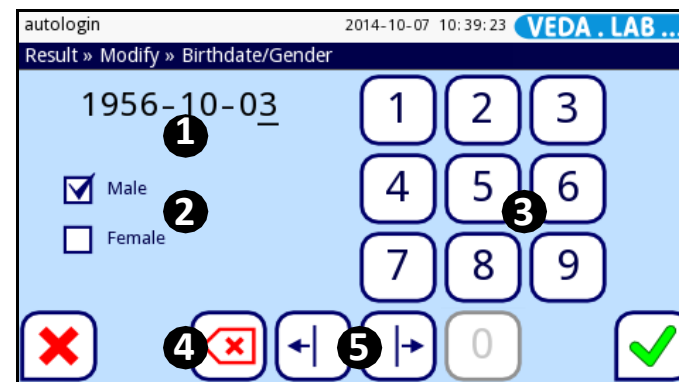 autologin 2014-10-07 10:39:23 VEDA . LAB ...
Result » Modify » Birthdate/Gender
1956-10-03 1 2 3
1
Male 4 5 6
2 3
Female
7 8 9
4 5 0